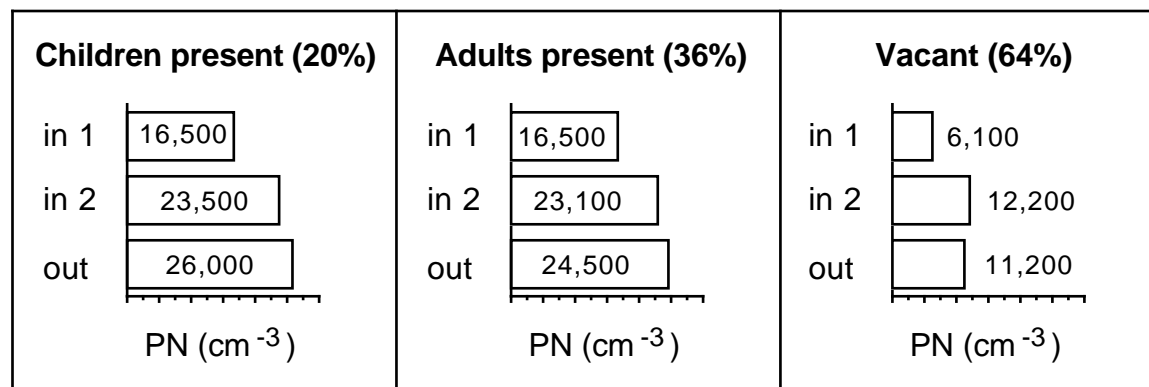 Children present (20%)
in 1 16,500
in 2 23,500
out 26,000
PN (cm⁻³)
Adults present (36%)
in 1 16,500
in 2 23,100
out 24,500
PN (cm⁻³)
Vacant (64%)
in 1 6,100
in 2 12,200
out 11,200
PN (cm⁻³)